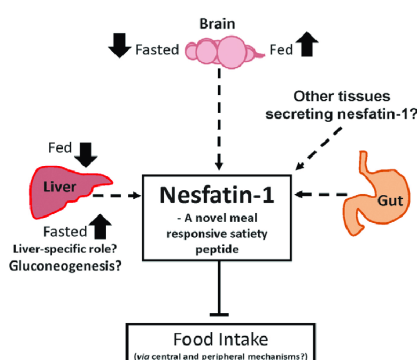 Brain
Fasted Fed
Other tissues
secreting nesfatin-1?
Fed
Liver
Fasted
Liver-specific role?
Gluconeogenesis?
Nesfatin-1
- A novel meal
responsive satiety
peptide
Gut
Food Intake
(via central and peripheral mechanisms?)